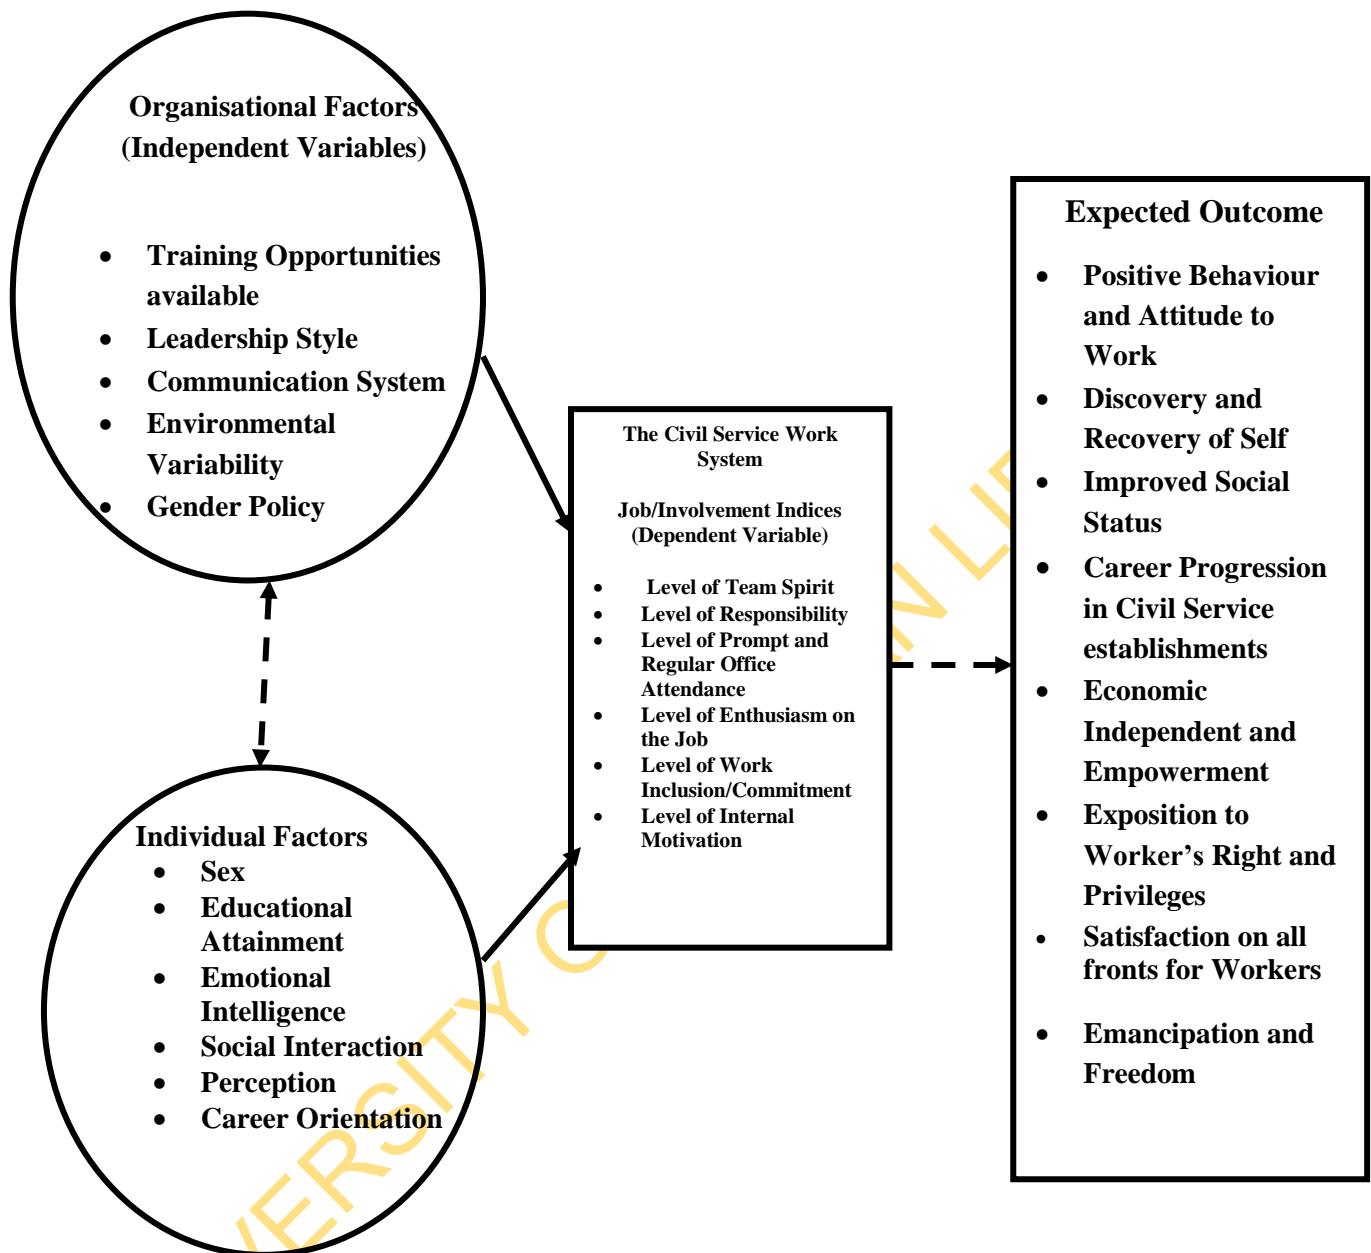 Organisational Factors
(Independent Variables)
• Training Opportunities
available
• Leadership Style
• Communication System
• Environmental
Variability
• Gender Policy
Individual Factors
• Sex
• Educational
Attainment
• Emotional
Intelligence
• Social Interaction
• Perception
• Career Orientation
The Civil Service Work
System
Job/Involvement Indices
(Dependent Variable)
• Level of Team Spirit
• Level of Responsibility
• Level of Prompt and
Regular Office
Attendance
• Level of Enthusiasm on
the Job
• Level of Work
Inclusion/Commitment
• Level of Internal
Motivation
Expected Outcome
• Positive Behaviour
and Attitude to
Work
• Discovery and
Recovery of Self
• Improved Social
Status
• Career Progression
in Civil Service
establishments
• Economic
Independent and
Empowerment
• Exposition to
Worker’s Right and
Privileges
• Satisfaction on all
fronts for Workers
• Emancipation and
Freedom